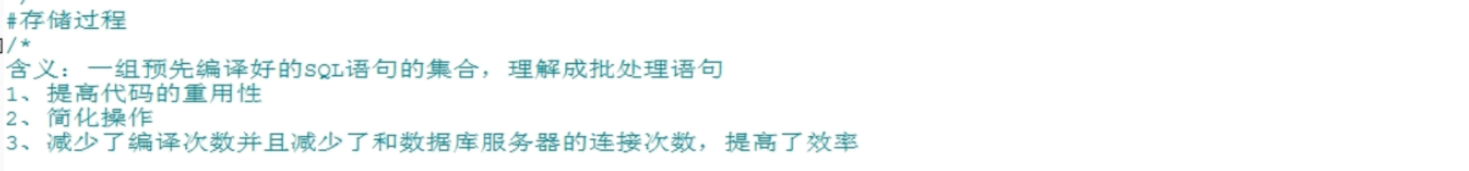 #存储过程
/*
含义：一组预先编译好的SQL语句的集合，理解成批处理语句
1、提高代码的重用性
2、简化操作
3、减少了编译次数并且减少了和数据库服务器的连接次数，提高了效率